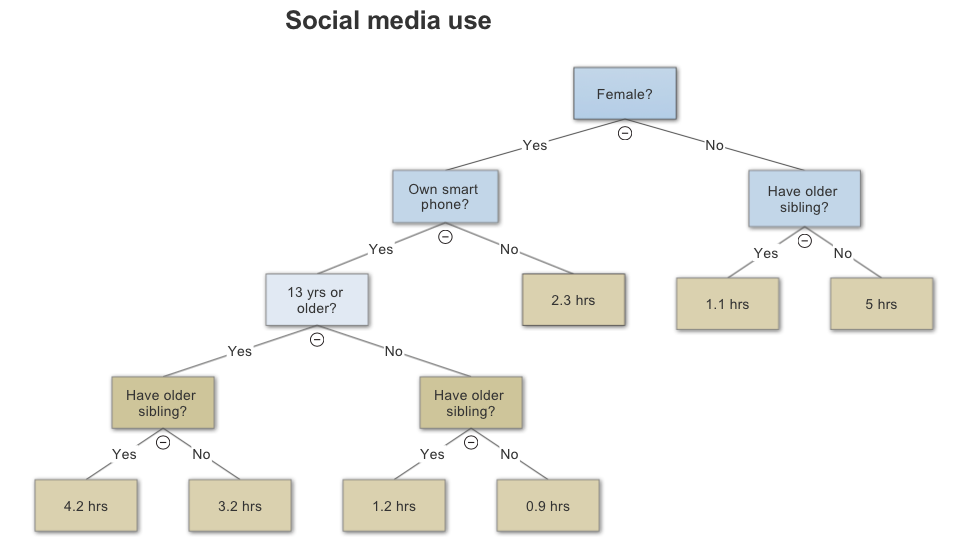 Social media use
Female?
Yes
No
Own smart
phone?
Have older
sibling?
Yes
No
Yes
No
13 yrs or
older?
2.3 hrs
1.1 hrs
5 hrs
Yes
No
Have older
sibling?
Have older
sibling?
Yes
No
Yes
No
4.2 hrs
3.2 hrs
1.2 hrs
0.9 hrs